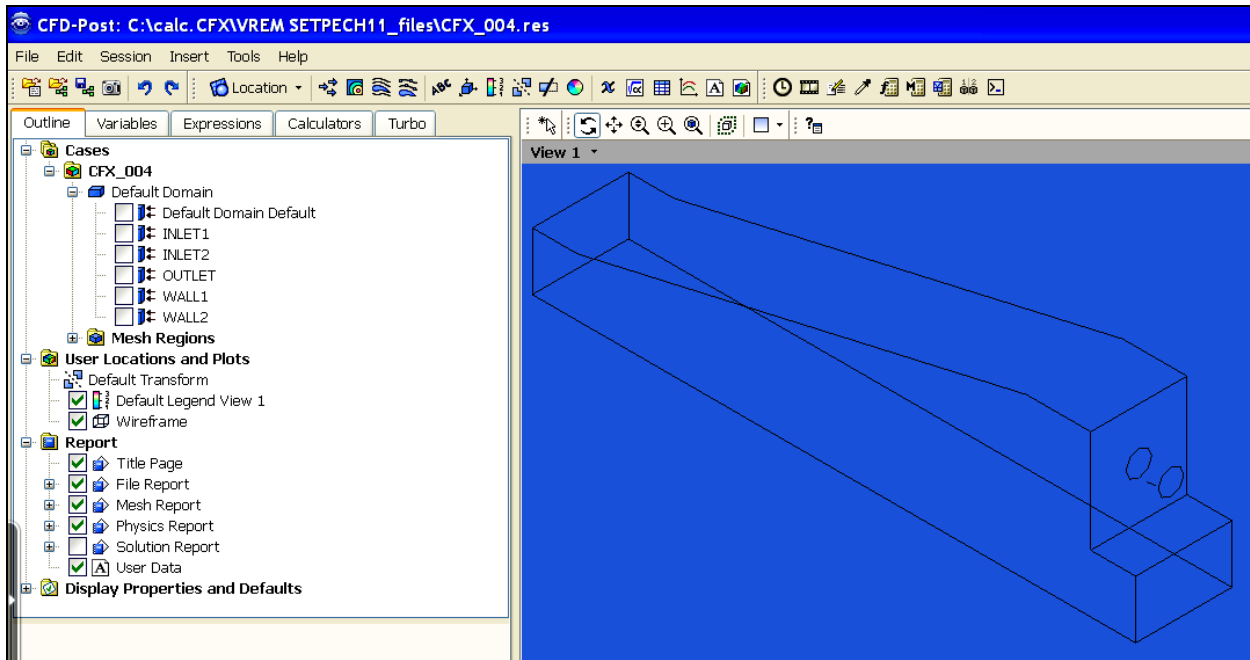 CFD-Post: C:\calc.CFX\VREM SETPECH11_files\CFX_004.res
File Edit Session Insert Tools Help
Location
Outline Variables Expressions Calculators Turbo
View 1
Cases
CFX_004
Default Domain
Default Domain Default
INLET1
INLET2
OUTLET
WALL1
WALL2
Mesh Regions
User Locations and Plots
Default Transform
Default Legend View 1
Wireframe
Report
Title Page
File Report
Mesh Report
Physics Report
Solution Report
A User Data
Display Properties and Defaults